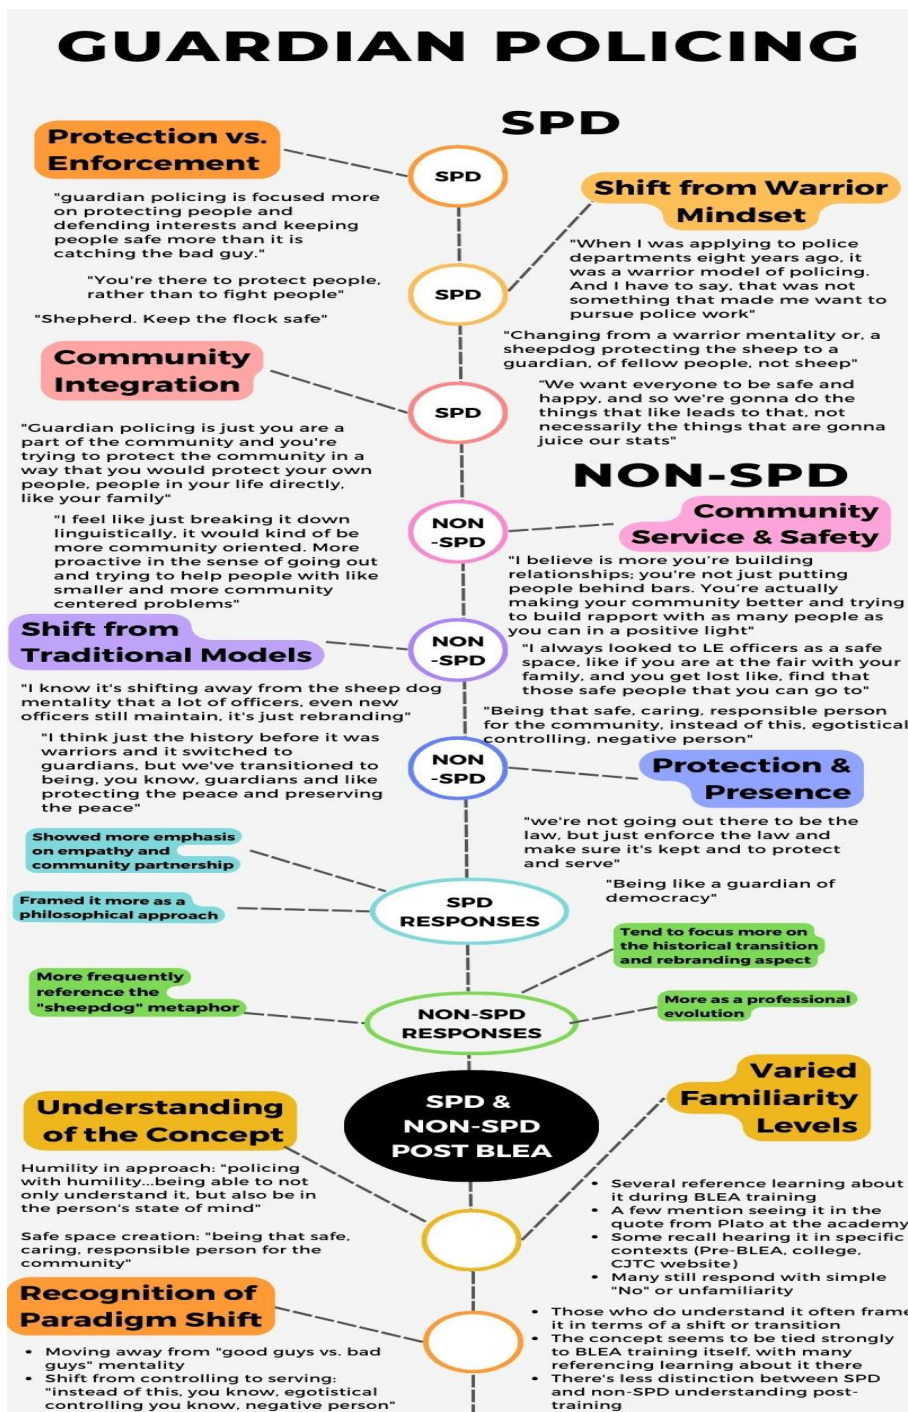 GUARDIAN POLICING
SPD
Protection vs.
Enforcement
SPD
"guardian policing is focused more
on protecting people and
defending interests and keeping
people safe more than it is
catching the bad guy."
"You're there to protect people,
rather than to fight people"
"Shepherd. Keep the flock safe"
Shift from Warrior
Mindset
SPD
"When I was applying to police
departments eight years ago, it
was a warrior model of policing.
And I have to say, that was not
something that made me want to
pursue police work"
"Changing from a warrior mentality or, a
sheepdog protecting the sheep to a
guardian, of fellow people, not sheep"
"We want everyone to be safe and
happy, and so we're gonna do the
things that like leads to that, not
necessarily the things that are gonna
juice our stats"
Community
Integration
SPD
"Guardian policing is just you are a
part of the community and you're
trying to protect the community in a
way that you would protect your own
people, people in your life directly,
like your family"
"I feel like just breaking it down
linguistically, it would kind of be
more community oriented. More
proactive in the sense of going out
and trying to help people with like
smaller and more community
centered problems"
NON-SPD
Community
Service & Safety
NON
-SPD
"I believe is more you're building
relationships; you're not just putting
people behind bars. You're actually
making your community better and trying
to build rapport with as many people as
you can in a positive light"
"I always looked to LE officers as a safe
space, like if you are at the fair with your
family, and you get lost like, find that
those safe people that you can go to"
"Being that safe, caring, responsible person
for the community, instead of this, egotistical
controlling, negative person"
Shift from
Traditional Models
NON
-SPD
"I know it's shifting away from the sheep dog
mentality that a lot of officers, even new
officers still maintain, it's just rebranding"
"I think just the history before it was
warriors and it switched to
guardians, but we've transitioned to
being, you know, guardians and like
protecting the peace and preserving
the peace"
NON
-SPD
Protection &
Presence
"we're not going out there to be the
law, but just enforce the law and
make sure it's kept and to protect
and serve"
"Being like a guardian of
democracy"
Showed more emphasis
on empathy and
community partnership
Framed it more as a
philosophical approach
SPD
RESPONSES
Tend to focus more on
the historical transition
and rebranding aspect
More frequently
reference the
"sheepdog" metaphor
NON-SPD
RESPONSES
More as a professional
evolution
SPD &
NON-SPD
POST BLEA
Understanding
of the Concept
Humility in approach: "policing
with humility...being able to not
only understand it, but also be in
the person's state of mind"
Safe space creation: "being that safe,
caring, responsible person for the
community"
Varied
Familiarity
Levels
• Several reference learning about
it during BLEA training
• A few mention seeing it in the
quote from Plato at the academy
• Some recall hearing it in specific
contexts (Pre-BLEA, college,
CJTC website)
• Many still respond with simple
"No" or unfamiliarity
Recognition of
Paradigm Shift
• Moving away from "good guys vs. bad
guys" mentality
• Shift from controlling to serving:
"instead of this, you know, egotistical
controlling you know, negative person"
• Those who do understand it often frame
it in terms of a shift or transition
• The concept seems to be tied strongly
to BLEA training itself, with many
referencing learning about it there
• There's less distinction between SPD
and non-SPD understanding post-
training